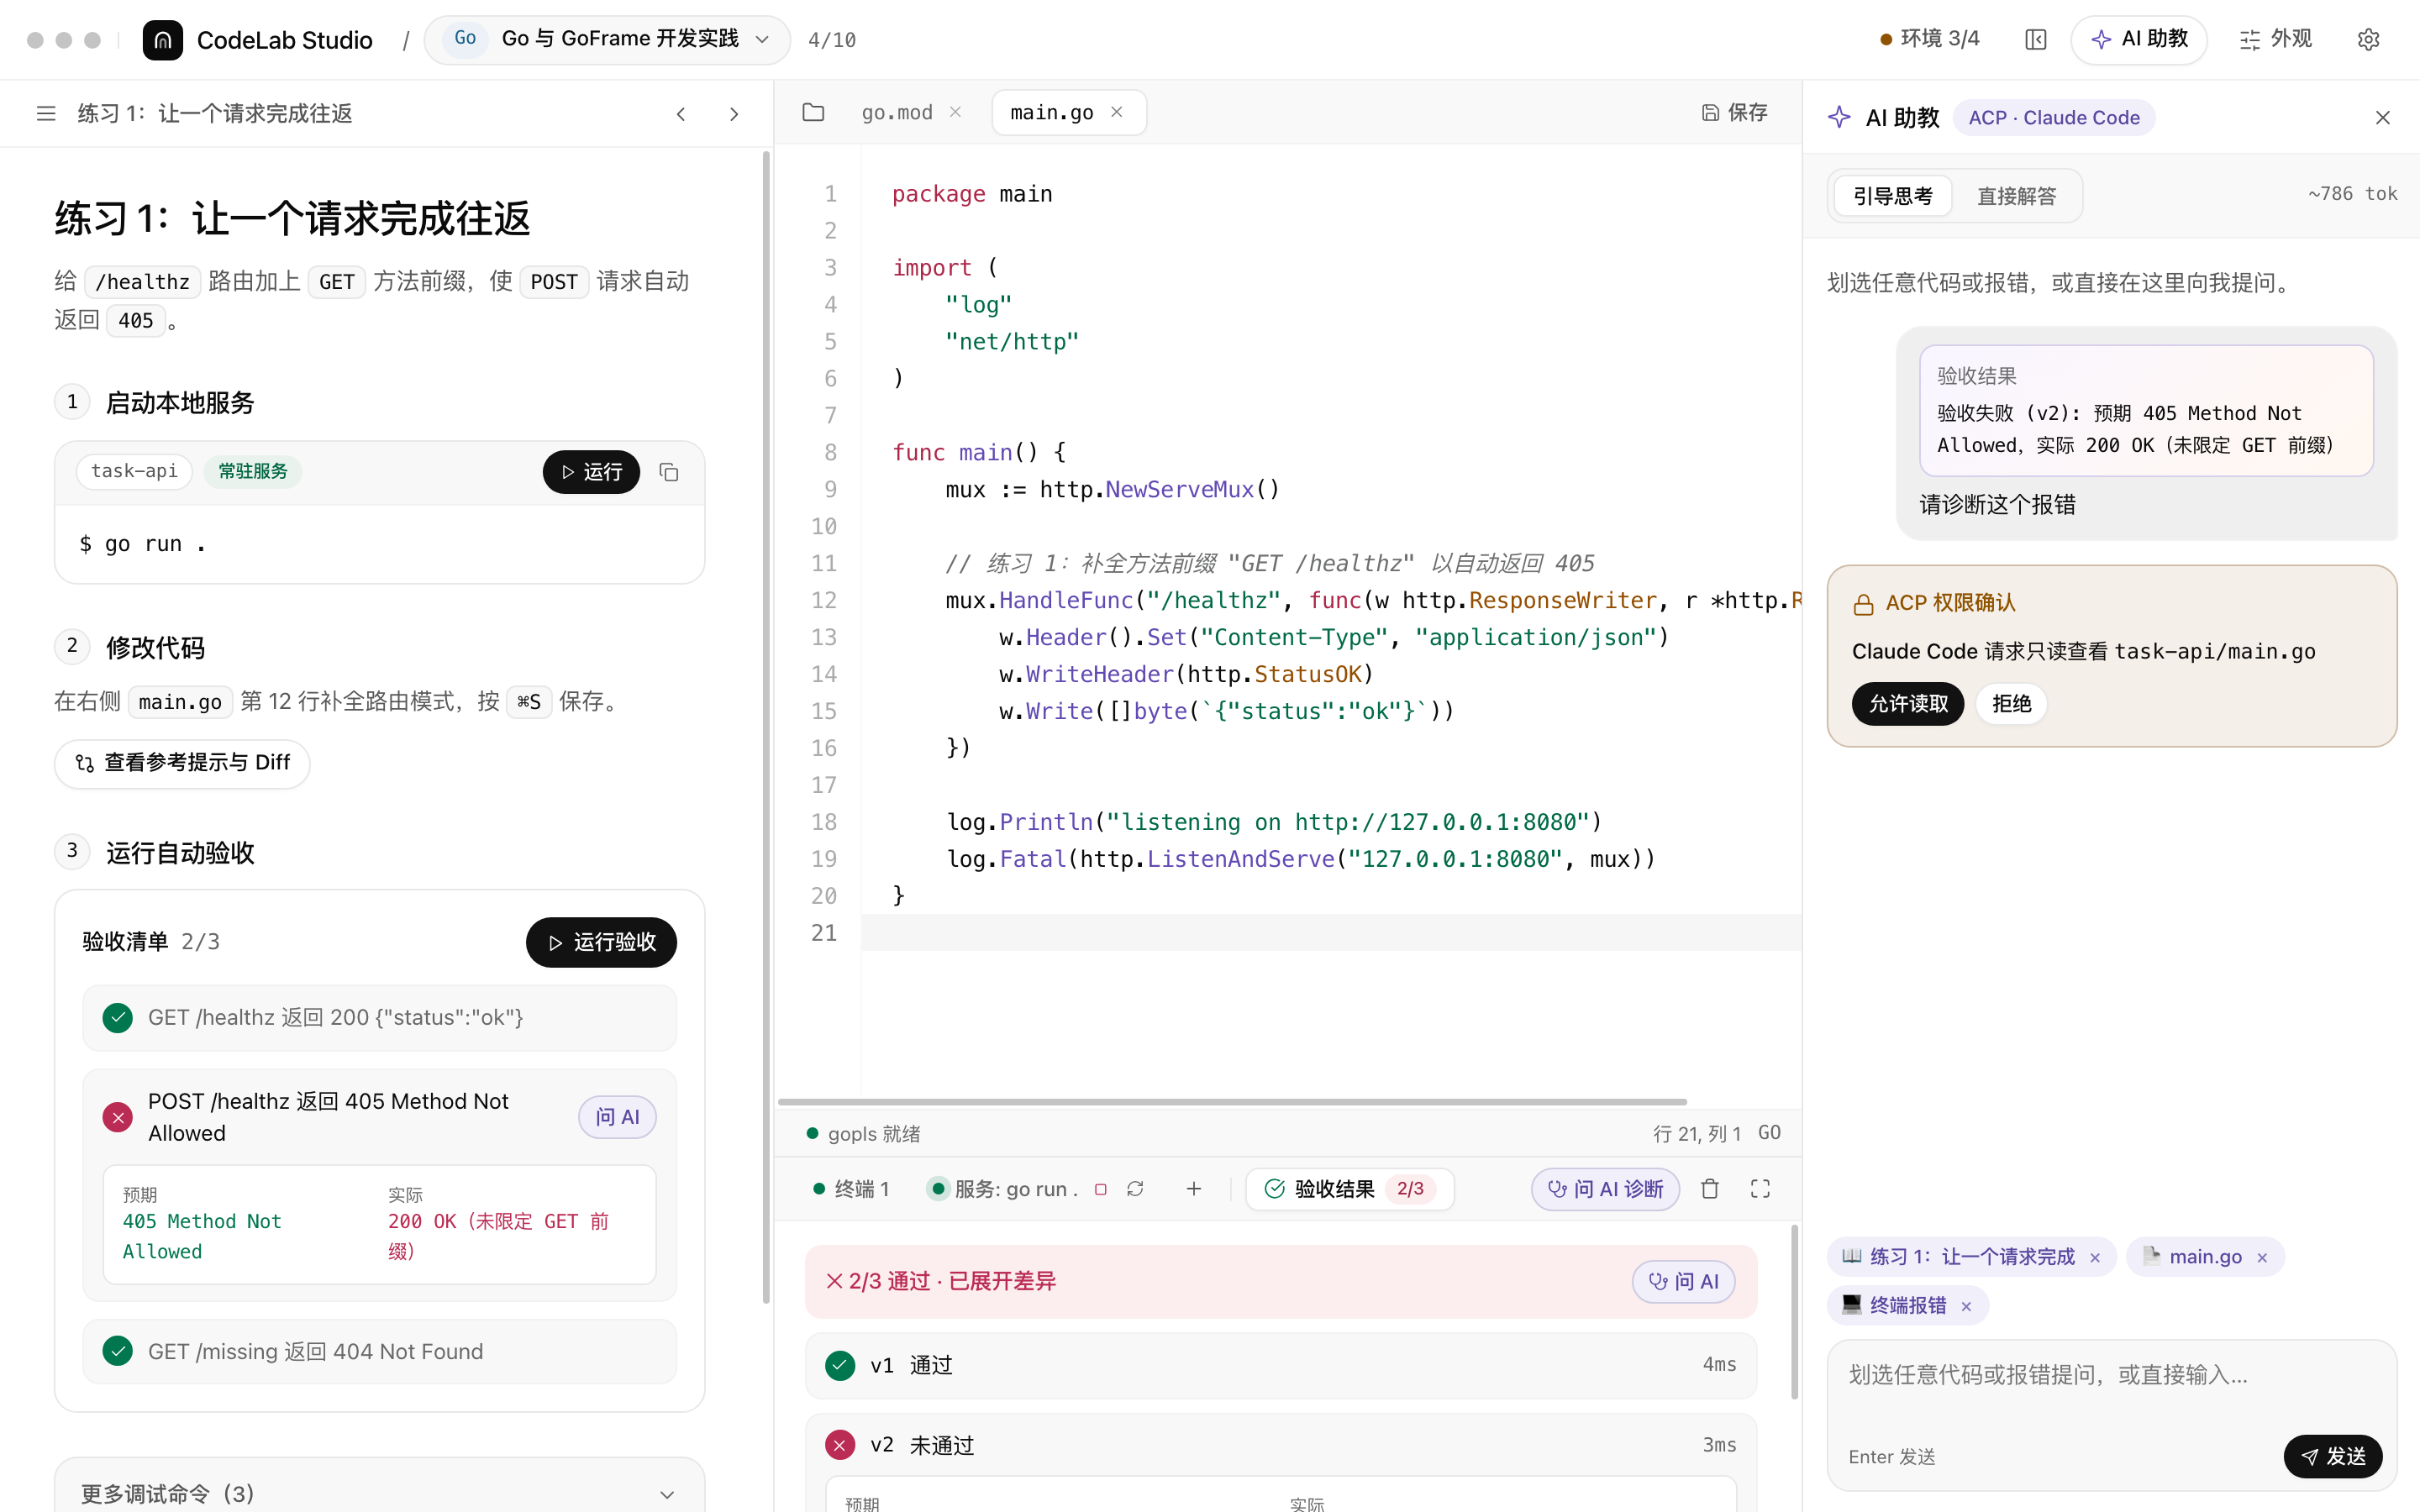 CodeLab Studio / Go Go 与 GoFrame 开发实践 4/10
环境 3/4 AI 助教 外观
练习 1：让一个请求完成往返
练习 1：让一个请求完成往返
给 /healthz 路由加上 GET 方法前缀，使 POST 请求自动
返回 405 。
1 启动本地服务
task-api 常驻服务 运行
$ go run .
2 修改代码
在右侧 main.go 第 12 行补全路由模式，按 ⌘S 保存。
查看参考提示与 Diff
3 运行自动验收
验收清单 2/3 运行验收
GET /healthz 返回 200 {"status":"ok"}
POST /healthz 返回 405 Method Not
Allowed
问 AI
预期
405 Method Not
Allowed
实际
200 OK（未限定 GET 前
缀）
GET /missing 返回 404 Not Found
更多调试命令（3）
go.mod main.go 保存
1 package main
2
3 import (
4 "log"
5 "net/http"
6 )
7
8 func main() {
9 mux := http.NewServeMux()
10
11 // 练习 1：补全方法前缀 "GET /healthz" 以自动返回 405
12 mux.HandleFunc("/healthz", func(w http.ResponseWriter, r *http.R
13 w.Header().Set("Content-Type", "application/json")
14 w.WriteHeader(http.StatusOK)
15 w.Write([]byte(`{"status":"ok"}`))
16 })
17
18 log.Println("listening on http://127.0.0.1:8080")
19 log.Fatal(http.ListenAndServe("127.0.0.1:8080", mux))
20 }
21
gopls 就绪 行 21, 列 1 GO
终端 1 服务: go run . 验收结果 2/3 问 AI 诊断
2/3 通过 · 已展开差异 问 AI
v1 通过 4ms
v2 未通过 3ms
预期 实际
AI 助教 ACP · Claude Code
引导思考 直接解答 ~786 tok
划选任意代码或报错，或直接在这里向我提问。
验收结果
验收失败 (v2): 预期 405 Method Not
Allowed，实际 200 OK（未限定 GET 前缀）
请诊断这个报错
ACP 权限确认
Claude Code 请求只读查看 task-api/main.go
允许读取 拒绝
练习 1：让一个请求完成 × main.go ×
终端报错 ×
划选任意代码或报错提问，或直接输入...
Enter 发送 发送